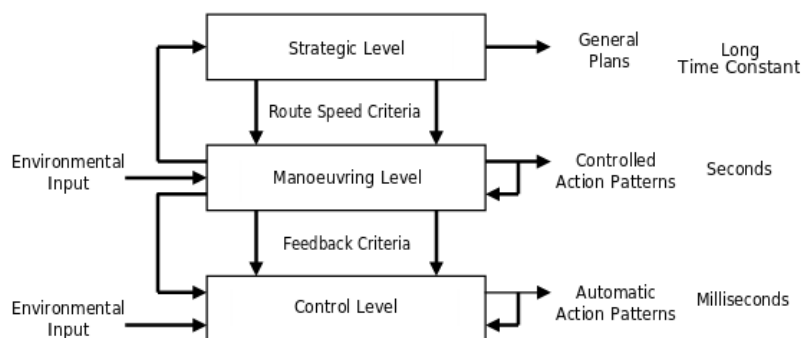 Strategic Level
General
Plans
Long
Time Constant
Route Speed Criteria
Environmental
Input
Manoeuvring Level
Controlled
Action Patterns
Seconds
Feedback Criteria
Environmental
Input
Control Level
Automatic
Action Patterns
Milliseconds